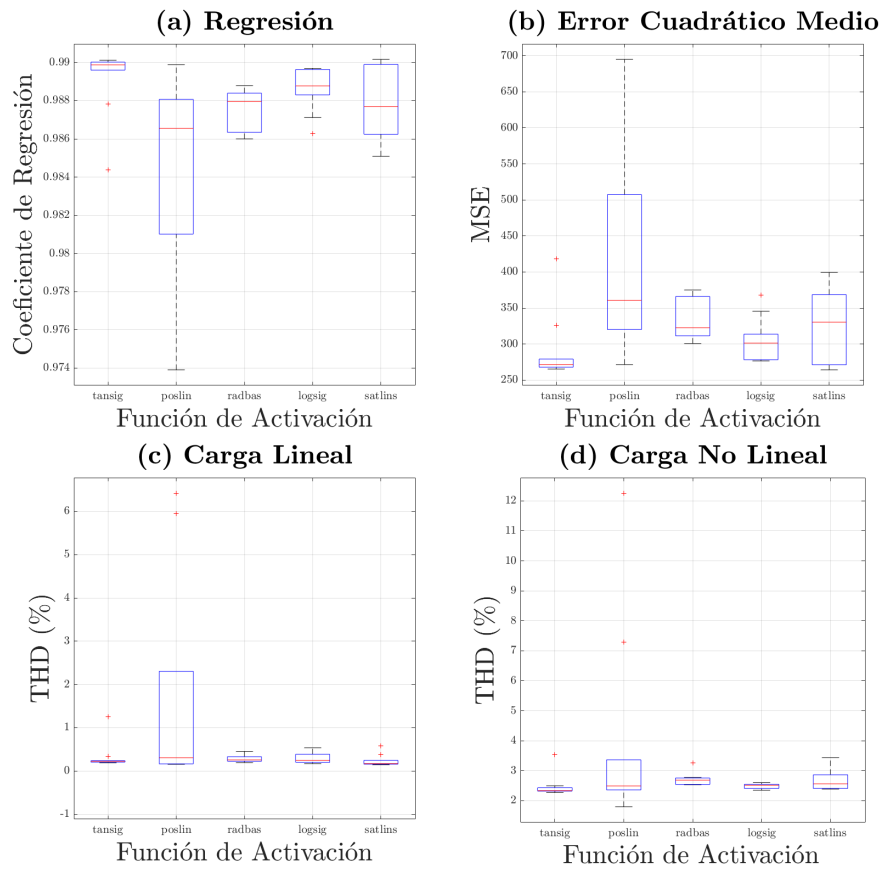 (a) Regresión
Coeficiente de Regresión
0.99
0.988
0.986
0.984
0.982
0.98
0.978
0.976
0.974
tansig poslin radbas logsig satlins
Función de Activación
(b) Error Cuadrático Medio
MSE
700
650
600
550
500
450
400
350
300
250
tansig poslin radbas logsig satlins
Función de Activación
(c) Carga Lineal
THD (%)
6
5
4
3
2
1
0
-1
tansig poslin radbas logsig satlins
Función de Activación
(d) Carga No Lineal
THD (%)
12
11
10
9
8
7
6
5
4
3
2
tansig poslin radbas logsig satlins
Función de Activación